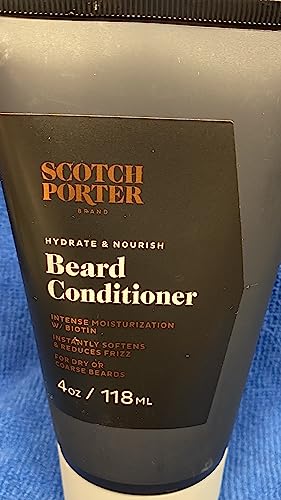 SCOTCH
PORTER
BRAND
HYDRATE & NOURISH
Beard
Conditioner
INTENSE MOISTURIZATION
W/ BIOTIN
INSTANTLY SOFTENS
& REDUCES FRIZZ
FOR DRY OR
COARSE BEARDS
4oz / 118ML